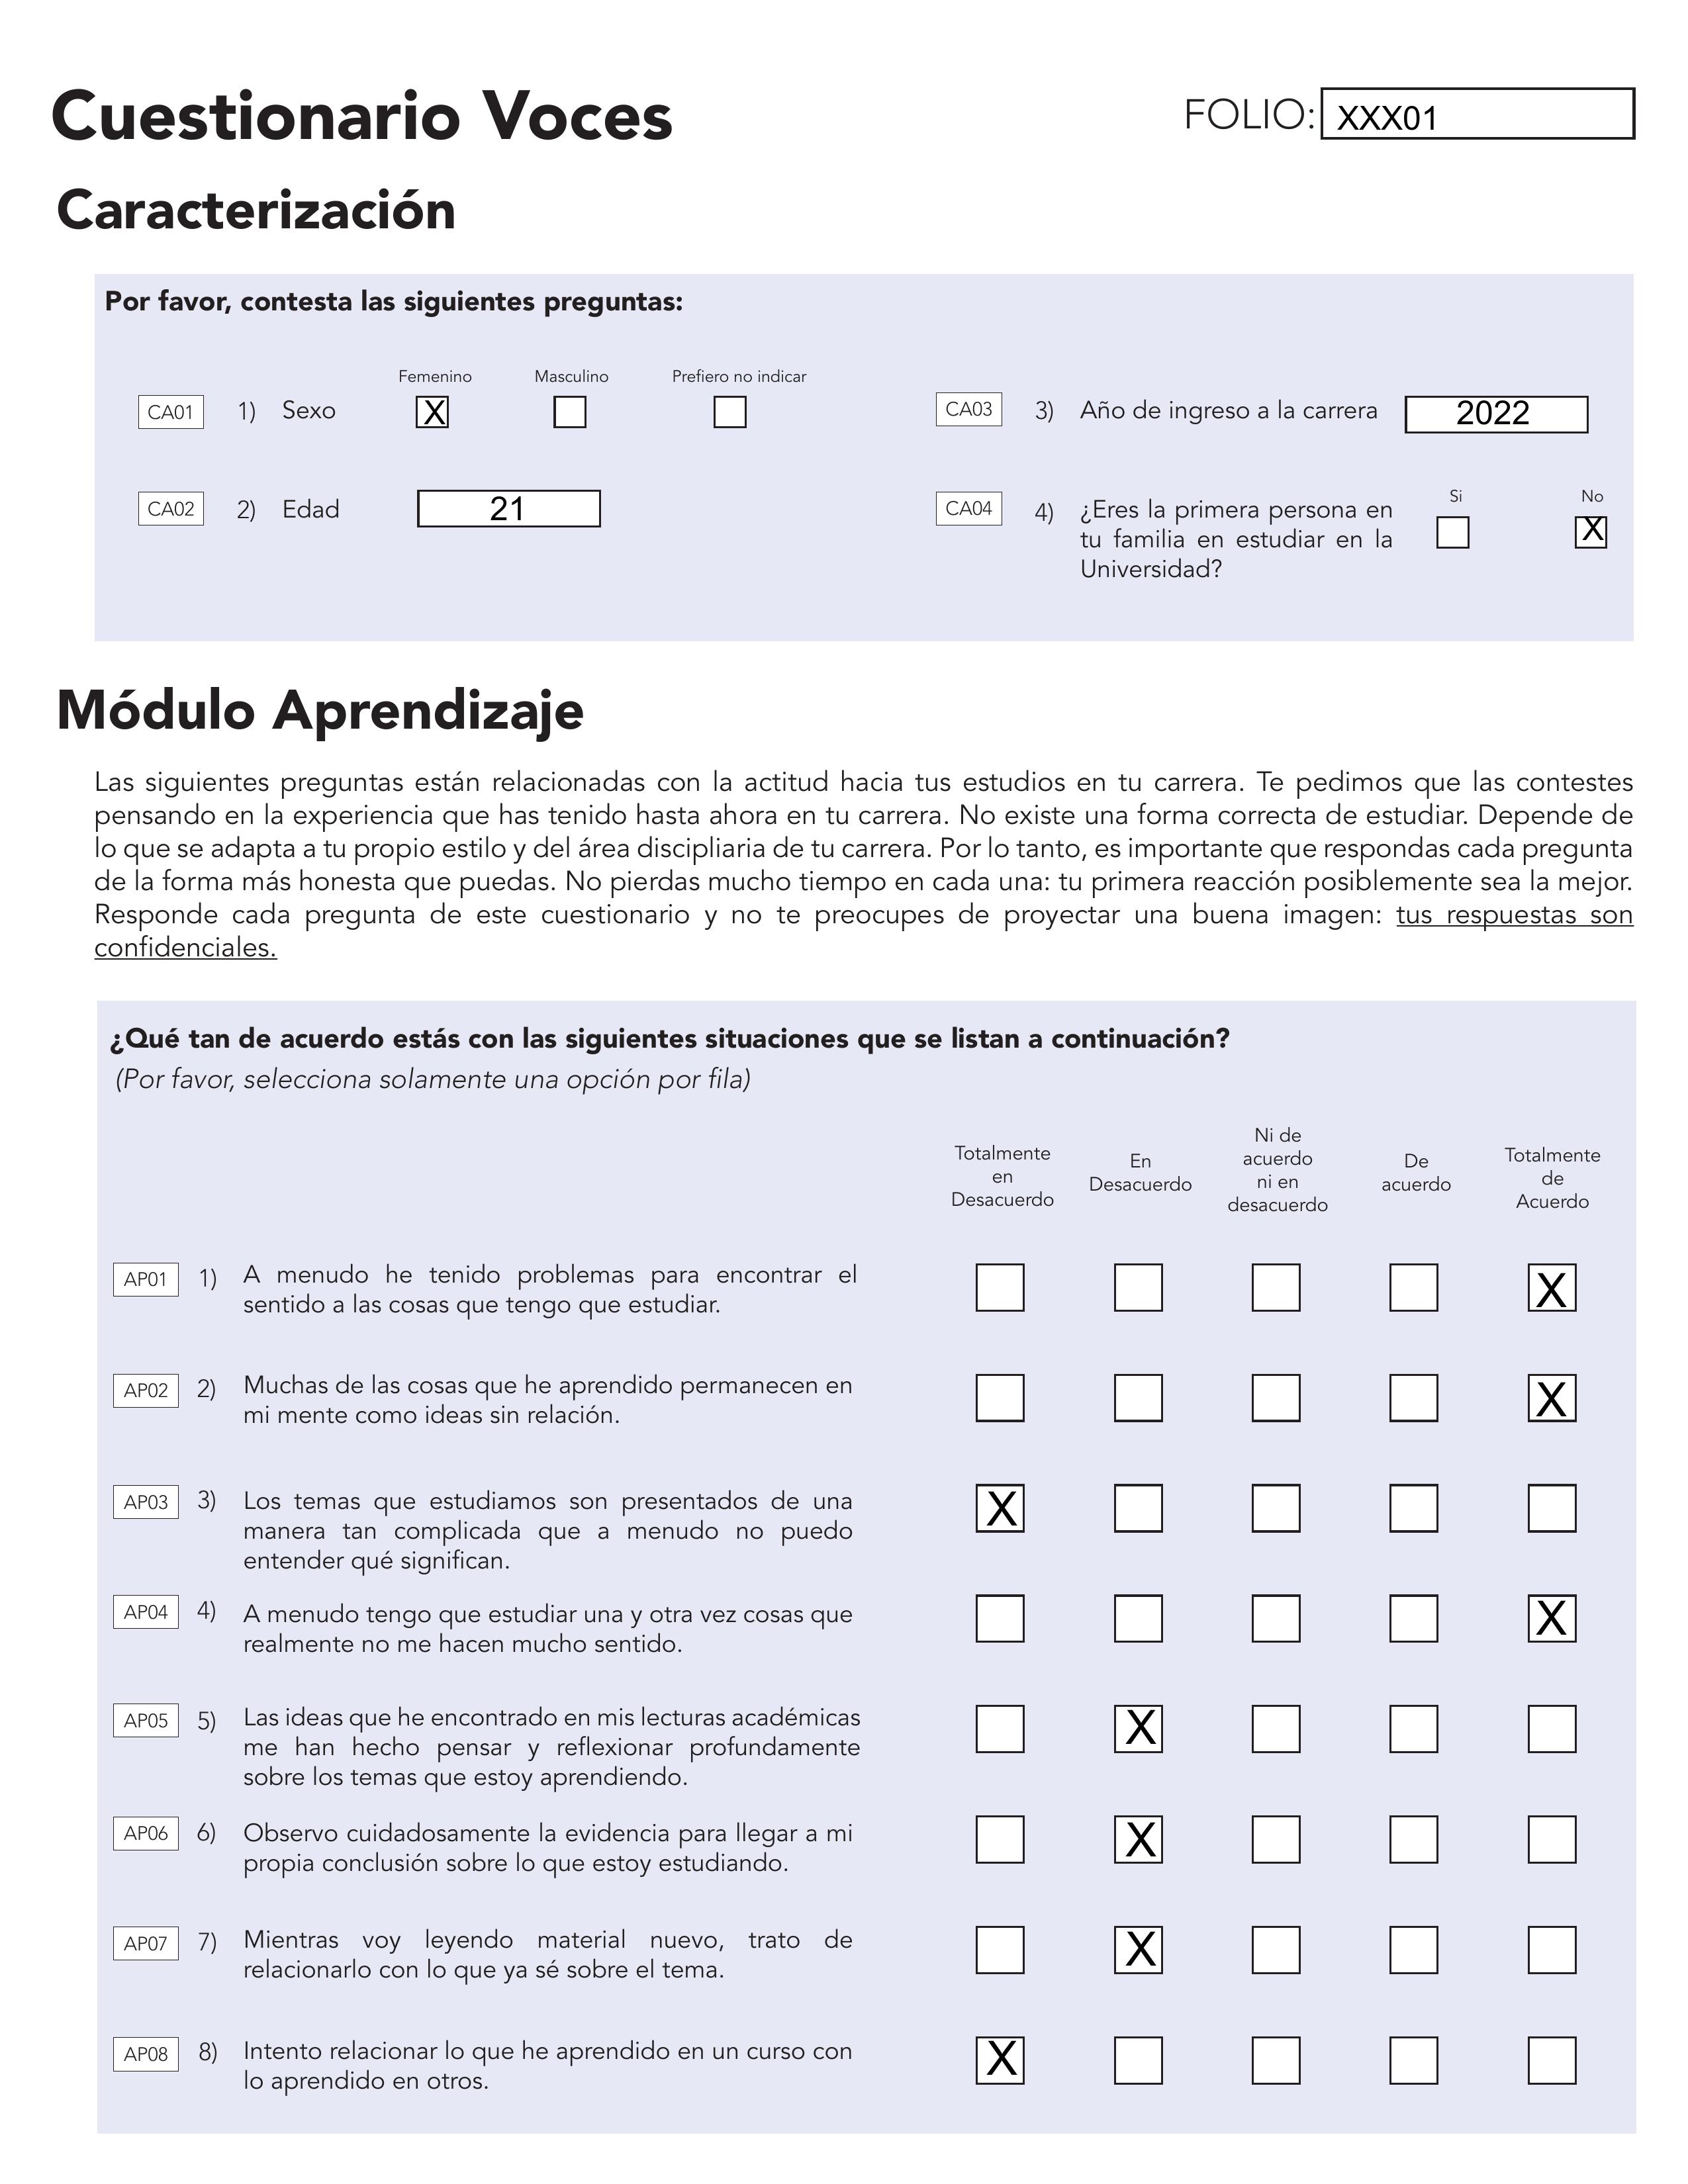 Cuestionario Voces
FOLIO: XXX01
Caracterización
Por favor, contesta las siguientes preguntas:
Femenino Masculino Prefiero no indicar
CA01 1) Sexo X
CA03 3) Año de ingreso a la carrera 2022
CA02 2) Edad 21
Si No
CA04 4) ¿Eres la primera persona en
tu familia en estudiar en la
Universidad?
X
Módulo Aprendizaje
Las siguientes preguntas están relacionadas con la actitud hacia tus estudios en tu carrera. Te pedimos que las contestes
pensando en la experiencia que has tenido hasta ahora en tu carrera. No existe una forma correcta de estudiar. Depende de
lo que se adapta a tu propio estilo y del área discipliaria de tu carrera. Por lo tanto, es importante que respondas cada pregunta
de la forma más honesta que puedas. No pierdas mucho tiempo en cada una: tu primera reacción posiblemente sea la mejor.
Responde cada pregunta de este cuestionario y no te preocupes de proyectar una buena imagen: tus respuestas son
confidenciales.
¿Qué tan de acuerdo estás con las siguientes situaciones que se listan a continuación?
(Por favor, selecciona solamente una opción por fila)
Totalmente
en
Desacuerdo
En
Desacuerdo
Ni de
acuerdo
ni en
desacuerdo
De
acuerdo
Totalmente
de
Acuerdo
AP01 1) A menudo he tenido problemas para encontrar el
sentido a las cosas que tengo que estudiar.
X
AP02 2) Muchas de las cosas que he aprendido permanecen en
mi mente como ideas sin relación.
X
AP03 3) Los temas que estudiamos son presentados de una
manera tan complicada que a menudo no puedo
entender qué significan.
X
AP04 4) A menudo tengo que estudiar una y otra vez cosas que
realmente no me hacen mucho sentido.
X
AP05 5) Las ideas que he encontrado en mis lecturas académicas
me han hecho pensar y reflexionar profundamente
sobre los temas que estoy aprendiendo.
X
AP06 6) Observo cuidadosamente la evidencia para llegar a mi
propia conclusión sobre lo que estoy estudiando.
X
AP07 7) Mientras voy leyendo material nuevo, trato de
relacionarlo con lo que ya sé sobre el tema.
X
AP08 8) Intento relacionar lo que he aprendido en un curso con
lo aprendido en otros.
X